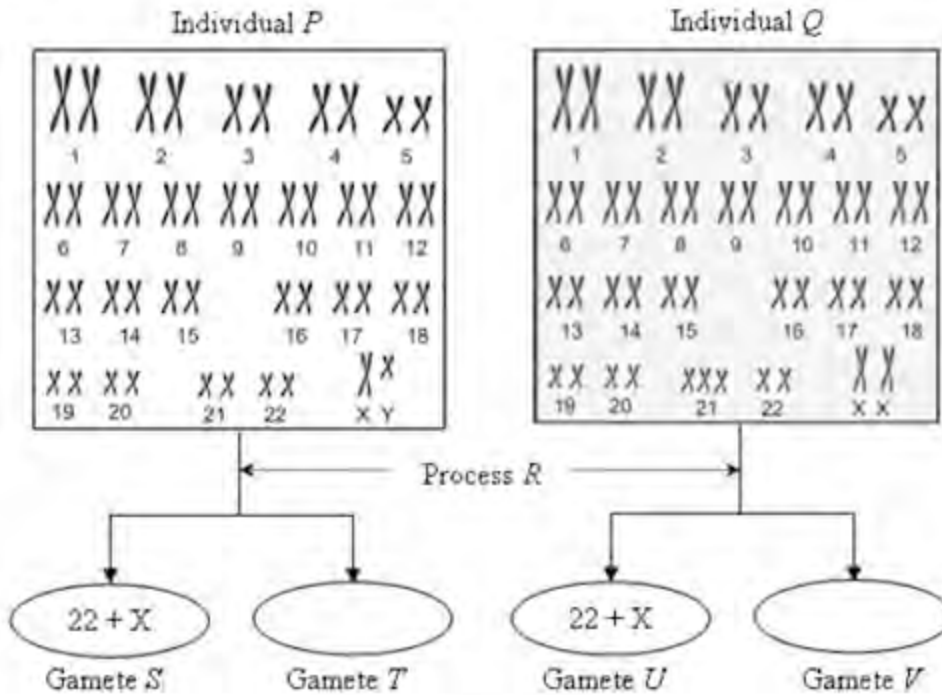 Individual P Individual Q
1 2 3 4 5
6 7 8 9 10 11 12
13 14 15 16 17 18
19 20 21 22 X Y
1 2 3 4 5
6 7 8 9 10 11 12
13 14 15 16 17 18
19 20 21 22 X X
Process R
22 + X 22 + X
Gamete S Gamete T Gamete U Gamete V